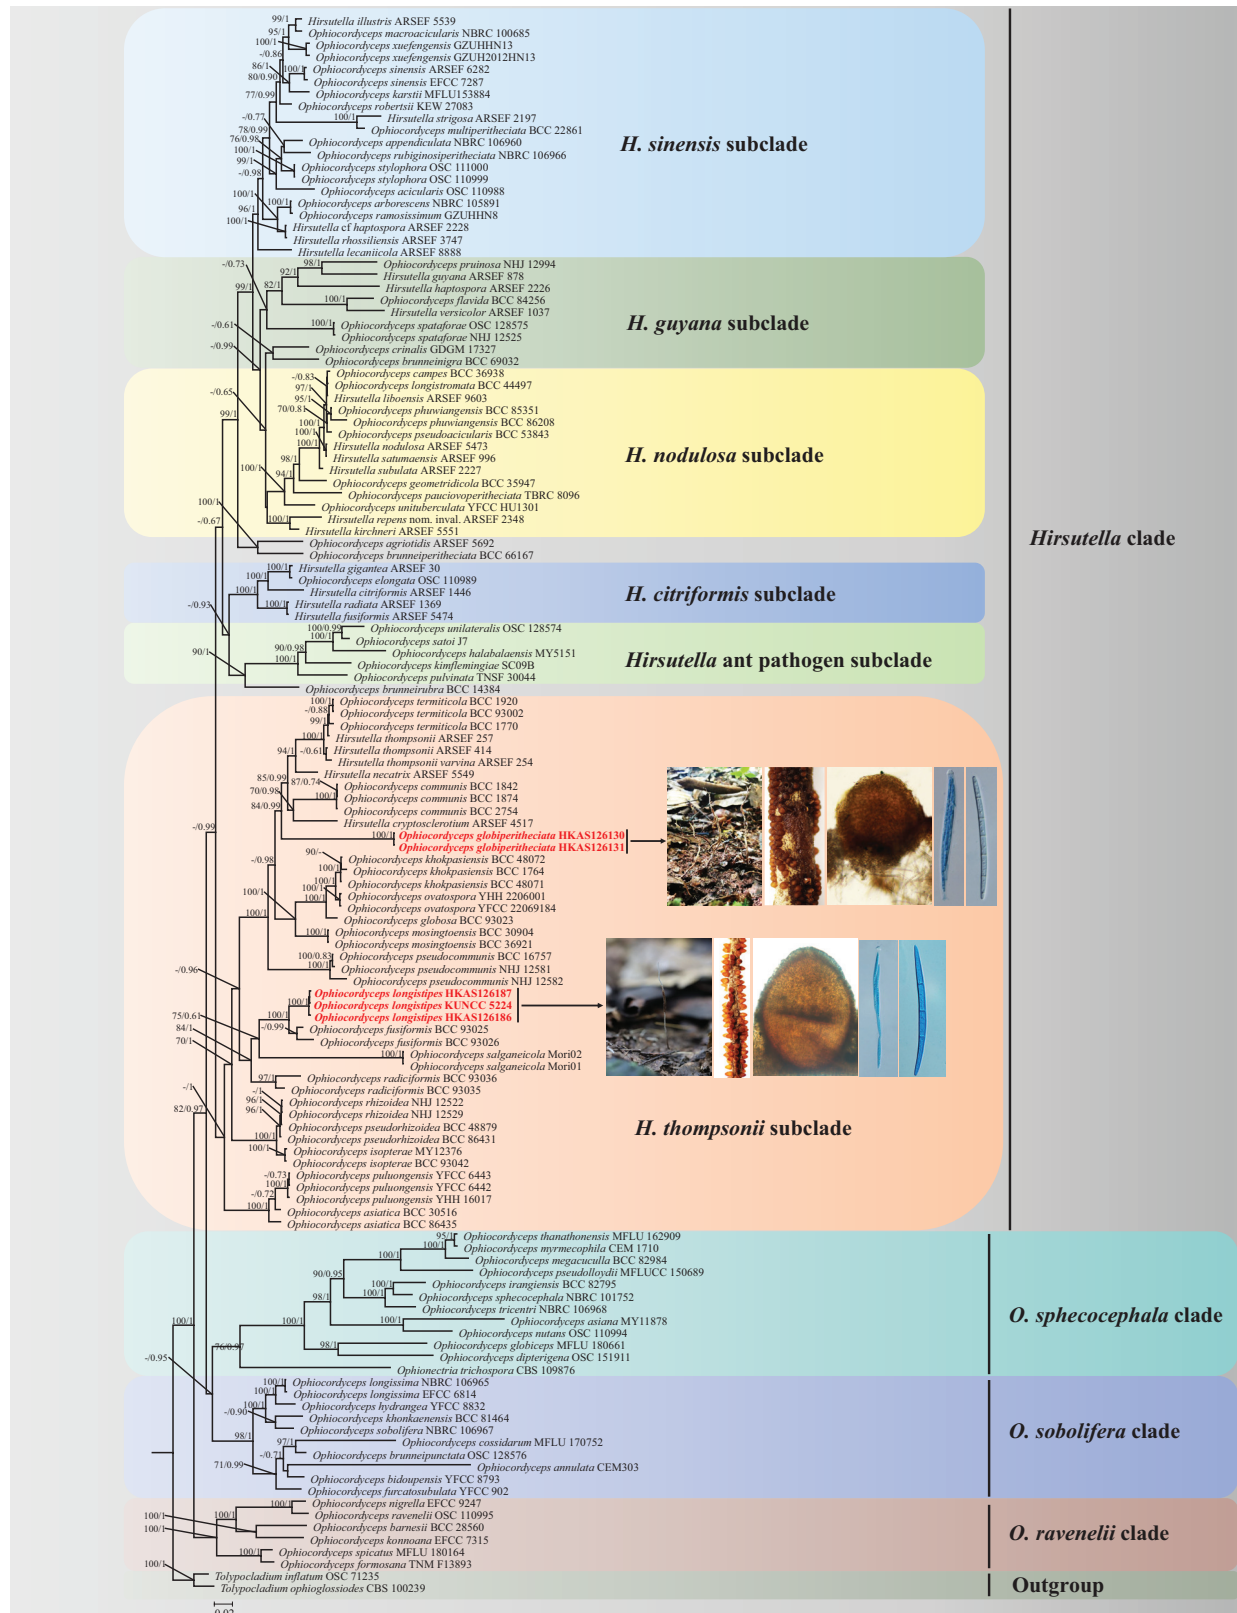 99/1
Hirsutella illustris ARSEF 5539
95/1
Ophiocordyceps macroacicularis NBRC 100685
100/1
Ophiocordyceps xuefengensis GZUHHN13
-/0.86
Ophiocordyceps xuefengensis GZUH2012HN13
86/1
100/1
Ophiocordyceps sinensis ARSEF 6282
80/0.90
Ophiocordyceps sinensis EFCC 7287
77/0.99
Ophiocordyceps karstii MFLU153884
Ophiocordyceps robertsii KEW 27083
-/0.77
100/1
Hirsutella strigosa ARSEF 2197
78/0.99
Ophiocordyceps multiperitheciata BCC 22861
76/0.98
Ophiocordyceps appendiculata NBRC 106960
H. sinensis subclade
100/1
Ophiocordyceps rubiginosiperitheciata NBRC 106966
99/1
Ophiocordyceps stylophora OSC 111000
-/0.98
Ophiocordyceps stylophora OSC 110999
100/1
Ophiocordyceps acicularis OSC 110988
96/1
100/1
Ophiocordyceps arborescens NBRC 105891
Ophiocordyceps ramosissimum GZUHHN8
100/1
Hirsutella cf haptospora ARSEF 2228
Hirsutella rhossiliensis ARSEF 3747
Hirsutella lecaniicola ARSEF 8888
-/0.73
98/1
Ophiocordyceps pruinosa NHJ 12994
92/1
Hirsutella guyana ARSEF 878
99/1
82/1
Hirsutella haptospora ARSEF 2226
100/1
Ophiocordyceps flavida BCC 84256
Hirsutella versicolor ARSEF 1037
-/0.61
100/1
Ophiocordyceps spataforae OSC 128575
H. guyana subclade
Ophiocordyceps spataforae NHJ 12525
-/0.99
Ophiocordyceps crinalis GDGM 17327
Ophiocordyceps brunneinigra BCC 69032
-/0.83
Ophiocordyceps campes BCC 36938
-/0.65
97/1
Ophiocordyceps longistromata BCC 44497
95/1
Hirsutella liboensis ARSEF 9603
99/1
70/0.81
Ophiocordyceps phuwiangensis BCC 85351
100/1
Ophiocordyceps phuwiangensis BCC 86208
100/1
Ophiocordyceps pseudoacicularis BCC 53843
100/1
Hirsutella nodulosa ARSEF 5473
98/1
Hirsutella satumaensis ARSEF 996
H. nodulosa subclade
100/1
94/1
Hirsutella subulata ARSEF 2227
Ophiocordyceps geometridicola BCC 35947
Ophiocordyceps pauciovoperitheciata TBRC 8096
100/1
Ophiocordyceps unituberculata YFCC HU1301
-/0.67
100/1
Hirsutella repens nom. inval. ARSEF 2348
Hirsutella kirchneri ARSEF 5551
Hirsutella clade
Ophiocordyceps agriotidis ARSEF 5692
Ophiocordyceps brunneiperitheciata BCC 66167
100/1
Hirsutella gigantea ARSEF 30
100/1
Ophiocordyceps elongata OSC 110989
100/1
Hirsutella citriformis ARSEF 1446
H. citriformis subclade
-/0.93
100/1
Hirsutella radiata ARSEF 1369
Hirsutella fusiformis ARSEF 5474
100/0.99
Ophiocordyceps unilateralis OSC 128574
100/1
Ophiocordyceps satoi J7
90/1
90/0.98
Ophiocordyceps halabalaensis MY5151
100/1
Ophiocordyceps kimflemingiae SC09B
Hirsutella ant pathogen subclade
Ophiocordyceps pulvinata TNSF 30044
Ophiocordyceps brunneirubra BCC 14384
100/1
Ophiocordyceps termiticola BCC 1920
-/0.88
Ophiocordyceps termiticola BCC 93002
99/1
Ophiocordyceps termiticola BCC 1770
100/1
Hirsutella thompsonii ARSEF 257
94/1
-/0.61
Hirsutella thompsonii ARSEF 414
Hirsutella thompsonii varvina ARSEF 254
85/0.99
87/0.74
Hirsutella necatrix ARSEF 5549
70/0.98
Ophiocordyceps communis BCC 1842
100/1
Ophiocordyceps communis BCC 1874
84/0.99
Ophiocordyceps communis BCC 2754
-/0.99
Hirsutella cryptosclerotium ARSEF 4517
100/1
Ophiocordyceps globiperitheciata HKAS126130
Ophiocordyceps globiperitheciata HKAS126131
90/-
Ophiocordyceps khokpasiensis BCC 48072
-/0.98
100/1
Ophiocordyceps khokpasiensis BCC 1764
100/1
Ophiocordyceps khokpasiensis BCC 48071
100/1
100/1
Ophiocordyceps ovatospora YHH 2206001
Ophiocordyceps ovatospora YFCC 22069184
100/1
Ophiocordyceps globosa BCC 93023
100/1
Ophiocordyceps mosingtoensis BCC 30904
Ophiocordyceps mosingtoensis BCC 36921
100/0.83
Ophiocordyceps pseudocommunis BCC 16757
-/0.96
100/1
Ophiocordyceps pseudocommunis NHJ 12581
Ophiocordyceps pseudocommunis NHJ 12582
100/1
Ophiocordyceps longistipes HKAS126187
Ophiocordyceps longistipes KUNCC 5224
75/0.61
100/1
Ophiocordyceps longistipes HKAS126186
84/1
-/0.99
Ophiocordyceps fusiformis BCC 93025
70/1
Ophiocordyceps fusiformis BCC 93026
100/1
Ophiocordyceps salganeicola Mori02
Ophiocordyceps salganeicola Mori01
97/1
Ophiocordyceps radiciformis BCC 93036
-/1
-/1
Ophiocordyceps radiciformis BCC 93035
96/1
Ophiocordyceps rhizoidea NHJ 12522
82/0.97
96/1
Ophiocordyceps rhizoidea NHJ 12529
Ophiocordyceps pseudorhizoidea BCC 48879
H. thompsonii subclade
100/1
Ophiocordyceps pseudorhizoidea BCC 86431
100/1
Ophiocordyceps isopterae MY12376
Ophiocordyceps isopterae BCC 93042
-/0.73
Ophiocordyceps puluongensis YFCC 6443
100/1
Ophiocordyceps puluongensis YFCC 6442
-/0.72
Ophiocordyceps puluongensis YHH 16017
100/1
Ophiocordyceps asiatica BCC 30516
Ophiocordyceps asiatica BCC 86435
95/1
Ophiocordyceps thanathonensis MFLU 162909
100/1
Ophiocordyceps myrmecophila CEM 1710
100/1
Ophiocordyceps megacuculla BCC 82984
90/0.95
Ophiocordyceps pseudolloydii MFLUCC 150689
100/1
Ophiocordyceps irangiensis BCC 82795
98/1
100/1
Ophiocordyceps sphecocephala NBRC 101752
Ophiocordyceps tricentri NBRC 106968
O. sphecocephala clade
100/1
100/1
100/1
Ophiocordyceps asiana MY11878
Ophiocordyceps nutans OSC 110994
76/0.97
98/1
Ophiocordyceps globiceps MFLU 180661
-/0.95
Ophiocordyceps dipterigena OSC 151911
Ophionectria trichospora CBS 109876
100/1
Ophiocordyceps longissima NBRC 106965
100/1
Ophiocordyceps longissima EFCC 6814
100/1
Ophiocordyceps hydrangea YFCC 8832
-/0.90
Ophiocordyceps khonkaenensis BCC 81464
98/1
Ophiocordyceps sobolifera NBRC 106967
O. sobolifera clade
97/1
Ophiocordyceps cossidarum MFLU 170752
-/0.71
Ophiocordyceps brunneipunctata OSC 128576
71/0.99
Ophiocordyceps annulata CEM303
Ophiocordyceps bidoupensis YFCC 8793
Ophiocordyceps furcatosubulata YFCC 902
100/1
Ophiocordyceps nigrella EFCC 9247
100/1
100/1
Ophiocordyceps ravenelii OSC 110995
100/1
Ophiocordyceps barnesii BCC 28560
O. ravenelii clade
Ophiocordyceps konnoana EFCC 7315
100/1
Ophiocordyceps spicatus MFLU 180164
100/1
Ophiocordyceps formosana TNM F13893
Tolypocladium inflatum OSC 71235
Tolypocladium ophioglossiodes CBS 100239
Outgroup
0.02